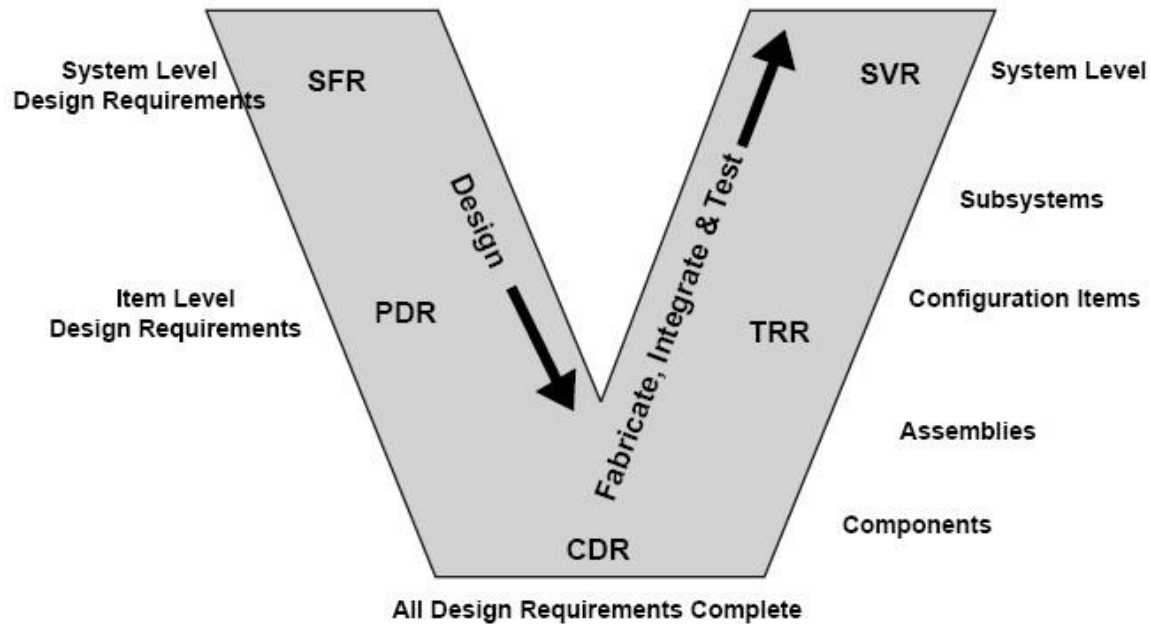 System Level
Design Requirements
SFR
SVR
System Level
Design
Fabricate, Integrate & Test
Subsystems
Item Level
Design Requirements
PDR
TRR
Configuration Items
Assemblies
Components
CDR
All Design Requirements Complete